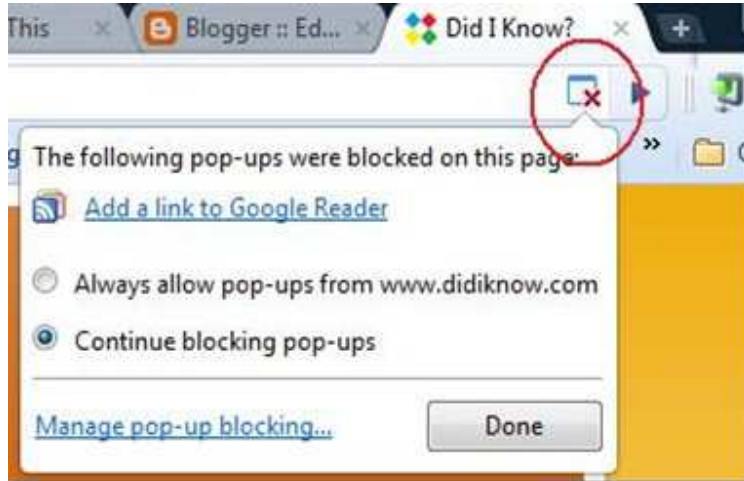 This
Blogger :: Ed...
Did I Know?
The following pop-ups were blocked on this page:
Add a link to Google Reader
Always allow pop-ups from www.didiknow.com
Continue blocking pop-ups
Manage pop-up blocking...
Done